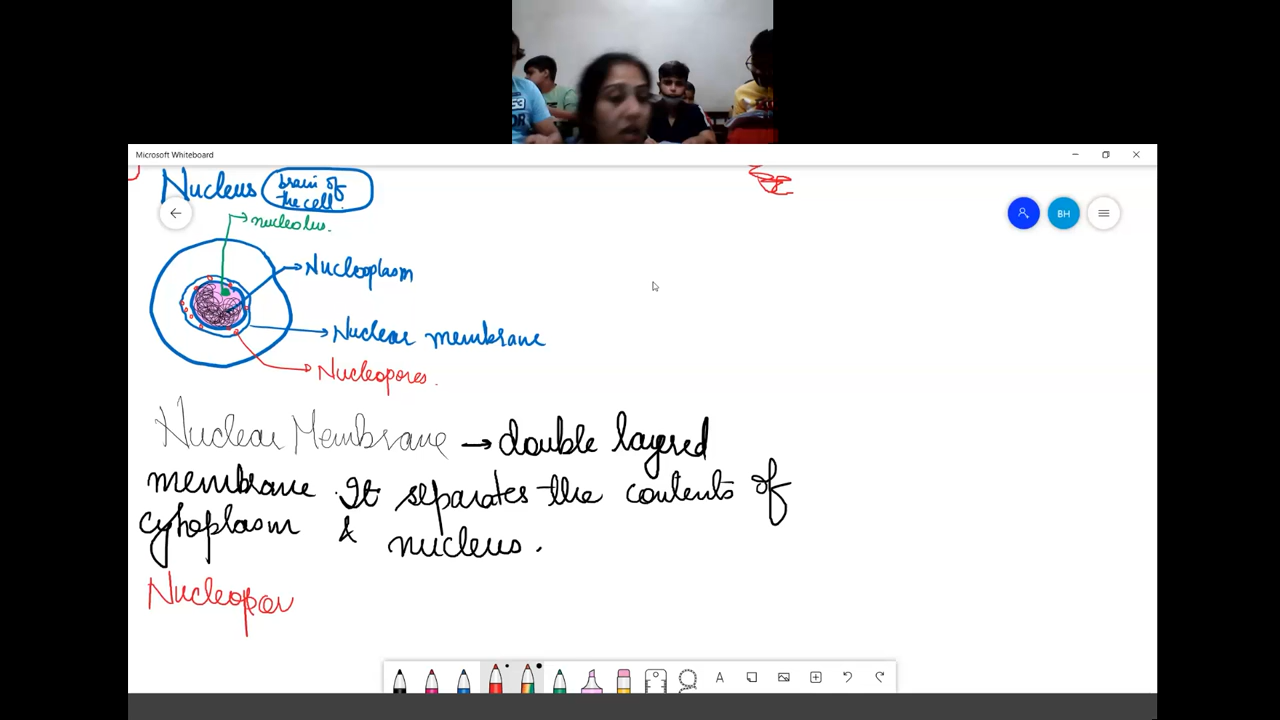 Microsoft Whiteboard
Nucleus
brain of
the cell.
nucleolus.
BH
Nucleoplasm
Nuclear membrane
Nucleopores.
Nuclear Membrane → double layered
membrane. It separates the contents of
cytoplasm & nucleus.
Nucleopor
A